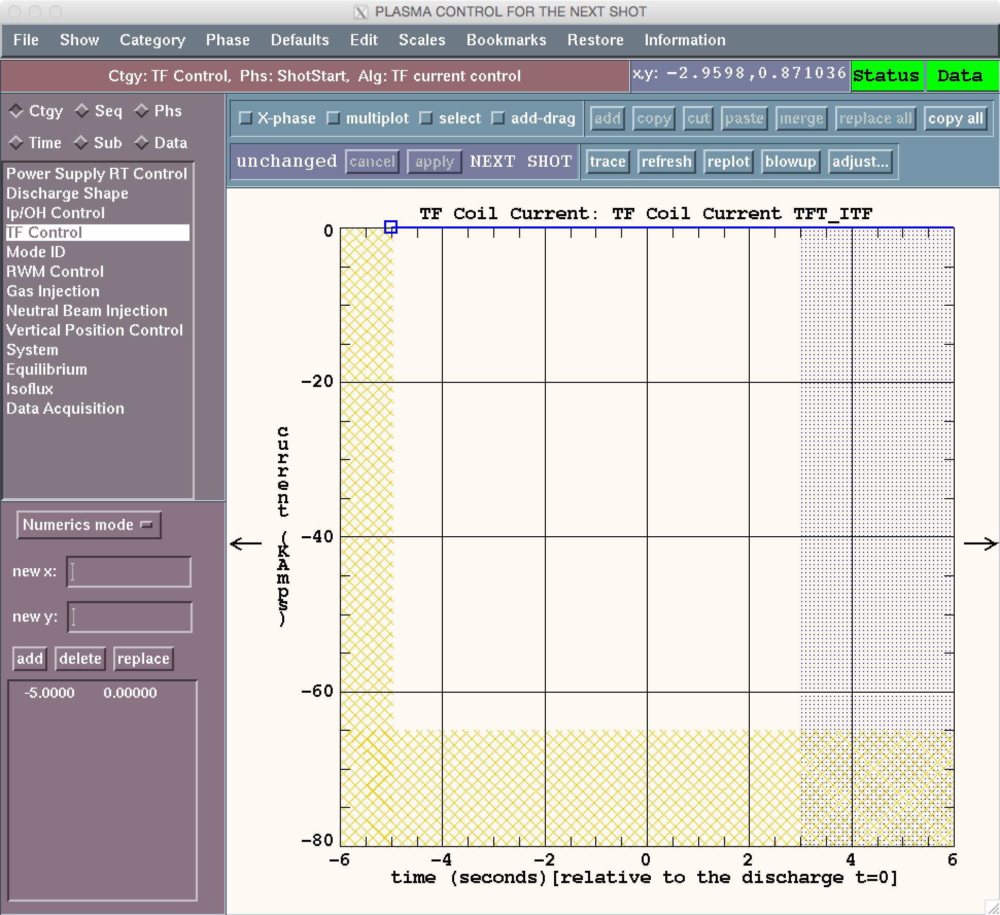 PLASMA CONTROL FOR THE NEXT SHOT
File Show Category Phase Defaults Edit Scales Bookmarks Restore Information
Ctgy: TF Control, Phs: ShotStart, Alg: TF current control
x,y: −2.9598,0.871036
Status Data
Ctgy Seq Phs
Time Sub Data
X-phase multiplot select add-drag
add copy cut paste merge replace all copy all
unchanged cancel apply NEXT SHOT
trace refresh replot blowup adjust...
Power Supply RT Control
Discharge Shape
Ip/OH Control
TF Control
Mode ID
RWM Control
Gas Injection
Neutral Beam Injection
Vertical Position Control
System
Equilibrium
Isoflux
Data Acquisition
Numerics mode
new x:
new y:
add delete replace
-5.0000 0.00000
TF Coil Current: TF Coil Current TFT_ITF
0
−20
−40
−60
−80
current (kAmps)
−6 −4 −2 0 2 4 6
time (seconds)[relative to the discharge t=0]